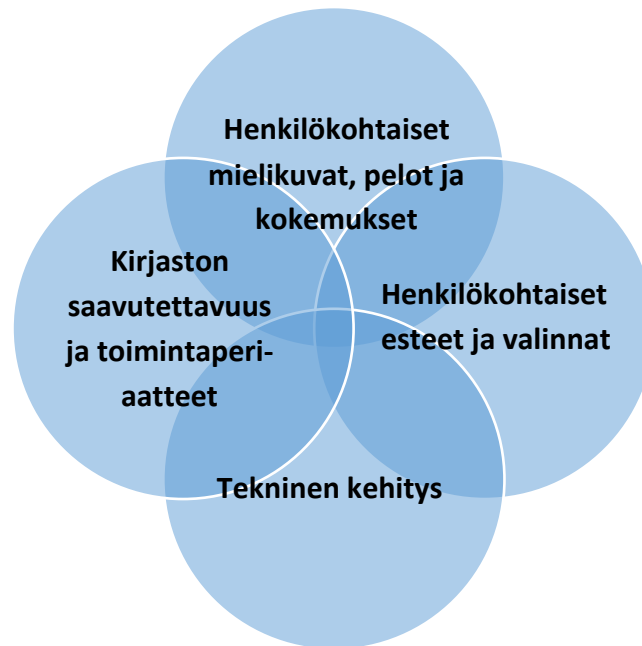 Henkilökohtaiset
mielikuvat, pelot ja
kokemukset
Kirjaston
saavutettavuus
ja toimintaperi-
aatteet
Henkilökohtaiset
esteet ja valinnat
Tekninen kehitys